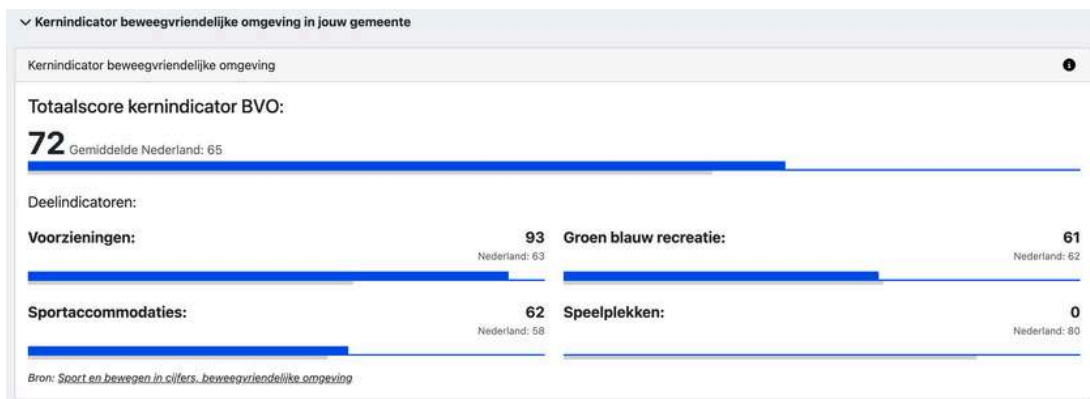 Kernindicator beweegvriendelijke omgeving in jouw gemeente
Kernindicator beweegvriendelijke omgeving
Totaalscore kernindicator BVO:
72 Gemiddelde Nederland: 65
Deelindicatoren:
Voorzieningen: 93
Nederland: 63
Groen blauw recreatie: 61
Nederland: 62
Sportaccommodaties: 62
Nederland: 58
Speelplekken: 0
Nederland: 80
Bron: Sport en bewegen in cijfers, beweegvriendelijke omgeving